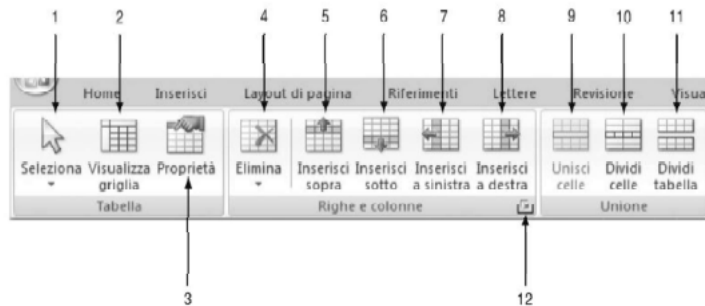 1 2 4 5 6 7 8 9 10 11
Home Inserisci Layout di pagina Riferimenti Lettere Revisione Visua
Seleziona Visualizza griglia Proprietà Elimina Inserisci sopra Inserisci sotto Inserisci a sinistra Inserisci a destra Unisci celle Dividi celle Dividi tabella
Tabella Righe e colonne Unione
3 12